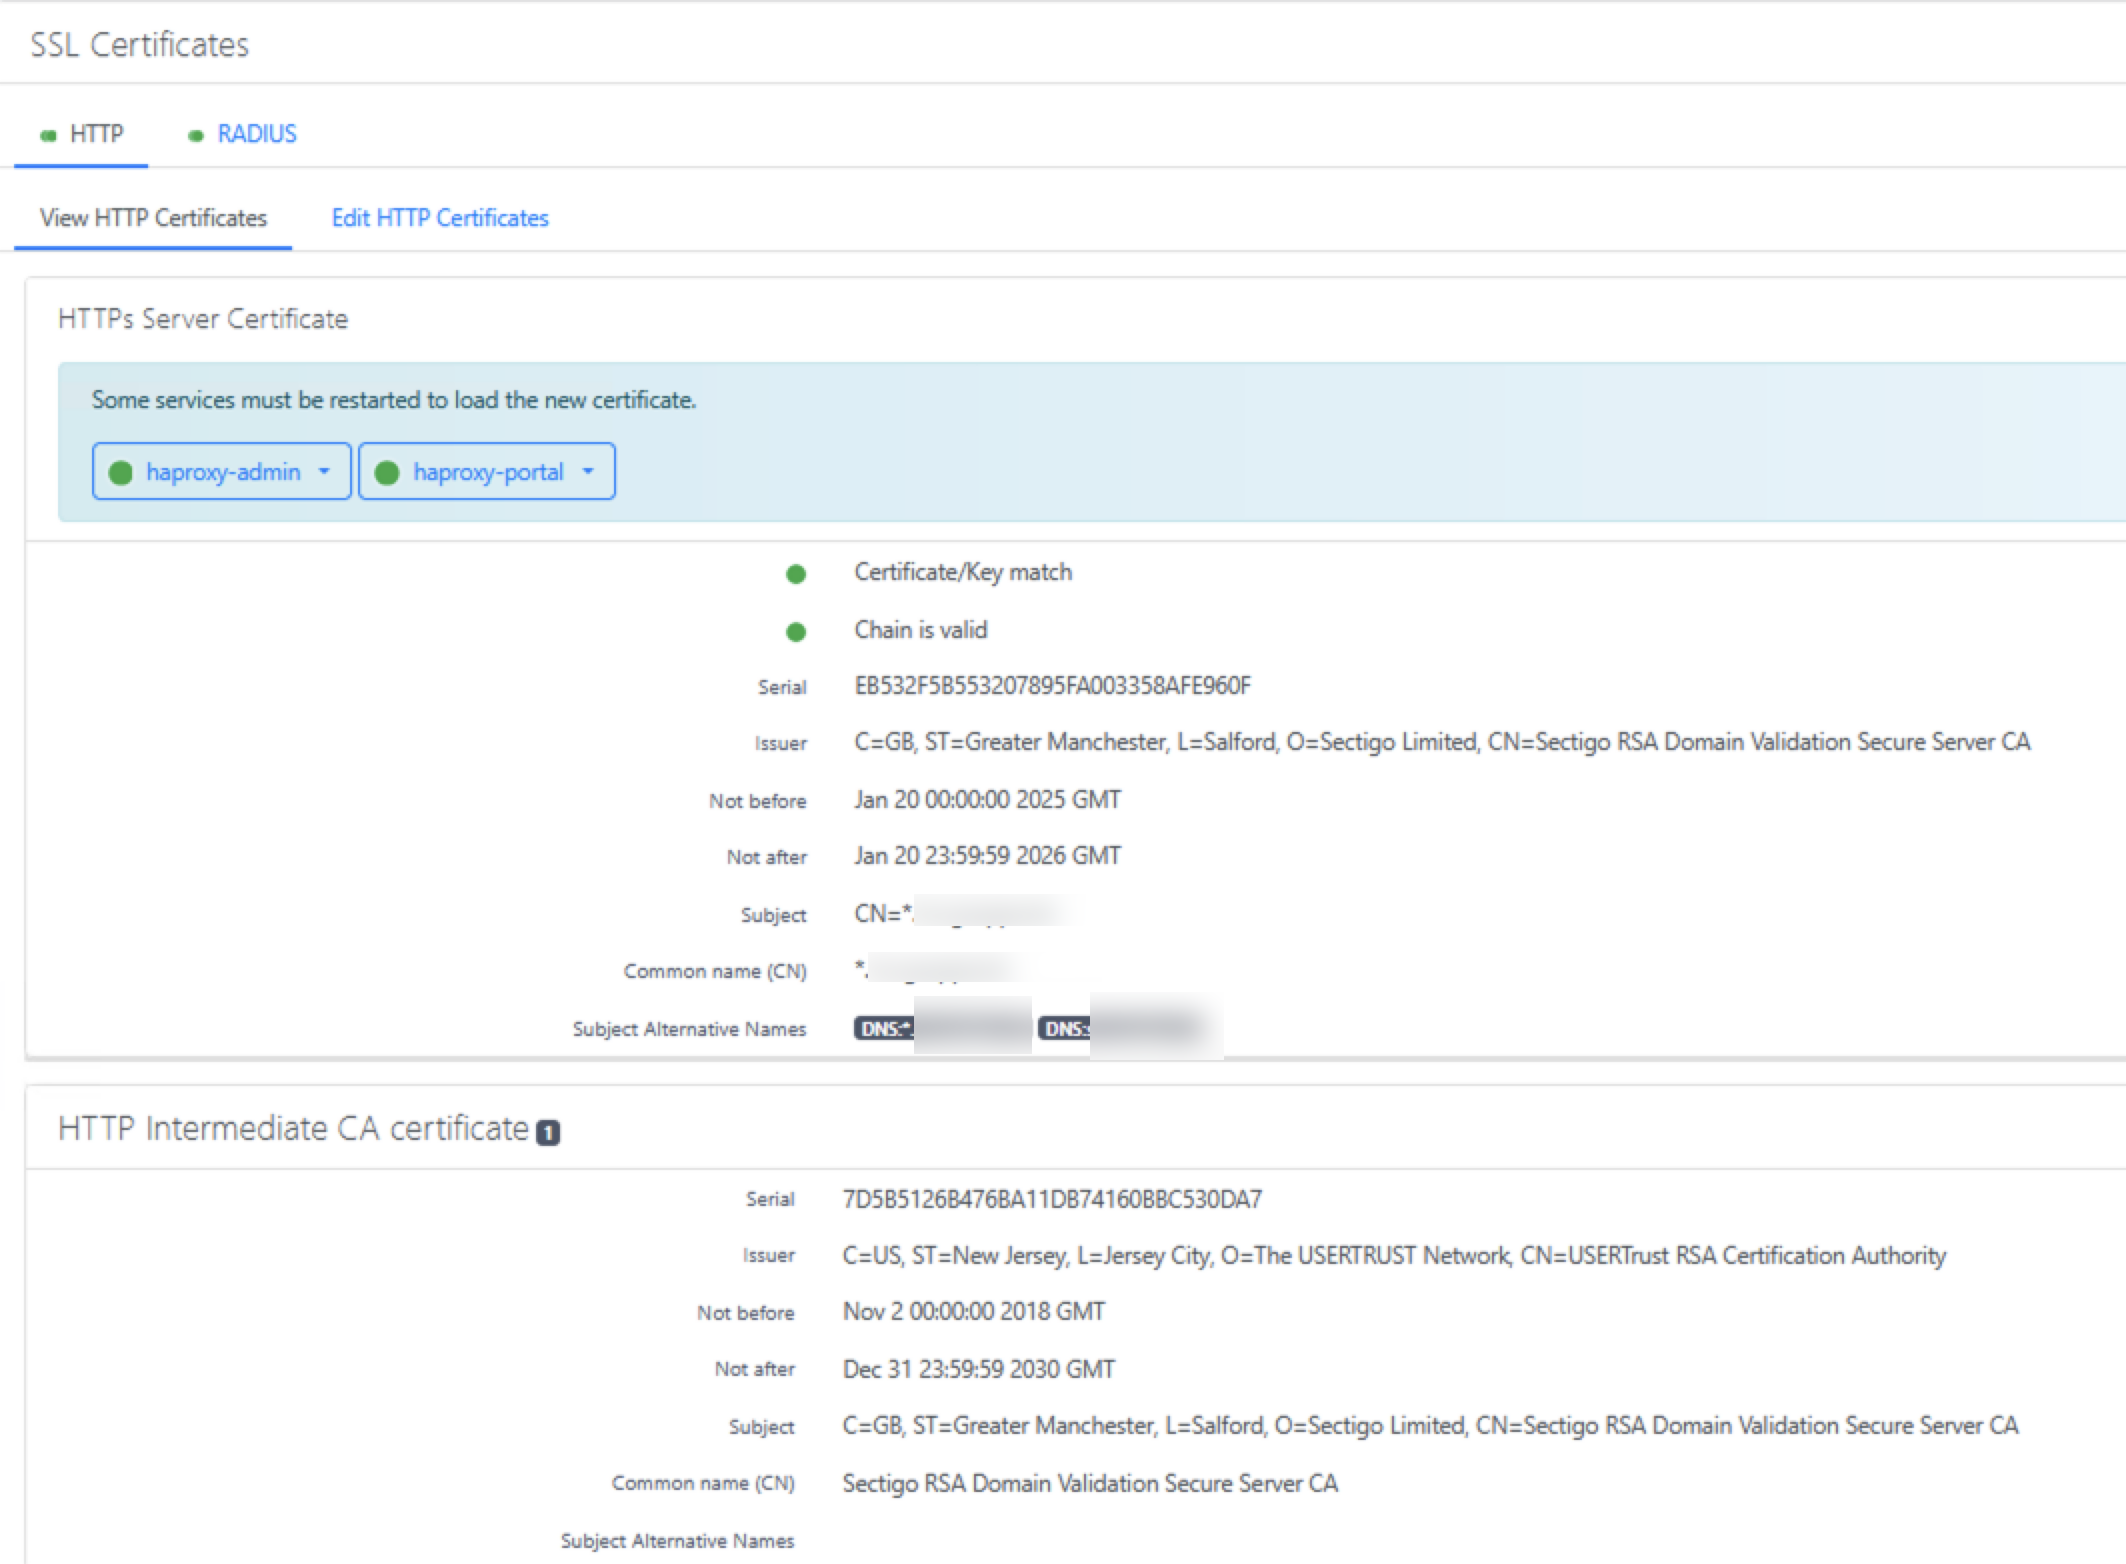 SSL Certificates
HTTP RADIUS
View HTTP Certificates Edit HTTP Certificates
HTTPs Server Certificate
Some services must be restarted to load the new certificate.
haproxy-admin haproxy-portal
Certificate/Key match
Chain is valid
Serial EB532F5B553207895FA003358AFE960F
Issuer C=GB, ST=Greater Manchester, L=Salford, O=Sectigo Limited, CN=Sectigo RSA Domain Validation Secure Server CA
Not before Jan 20 00:00:00 2025 GMT
Not after Jan 20 23:59:59 2026 GMT
Subject CN=*.
Common name (CN) *.
Subject Alternative Names DNS:*. DNS:
HTTP Intermediate CA certificate 1
Serial 7D5B5126B476BA11DB74160BBC530DA7
Issuer C=US, ST=New Jersey, L=Jersey City, O=The USERTRUST Network, CN=USERTrust RSA Certification Authority
Not before Nov 2 00:00:00 2018 GMT
Not after Dec 31 23:59:59 2030 GMT
Subject C=GB, ST=Greater Manchester, L=Salford, O=Sectigo Limited, CN=Sectigo RSA Domain Validation Secure Server CA
Common name (CN) Sectigo RSA Domain Validation Secure Server CA
Subject Alternative Names